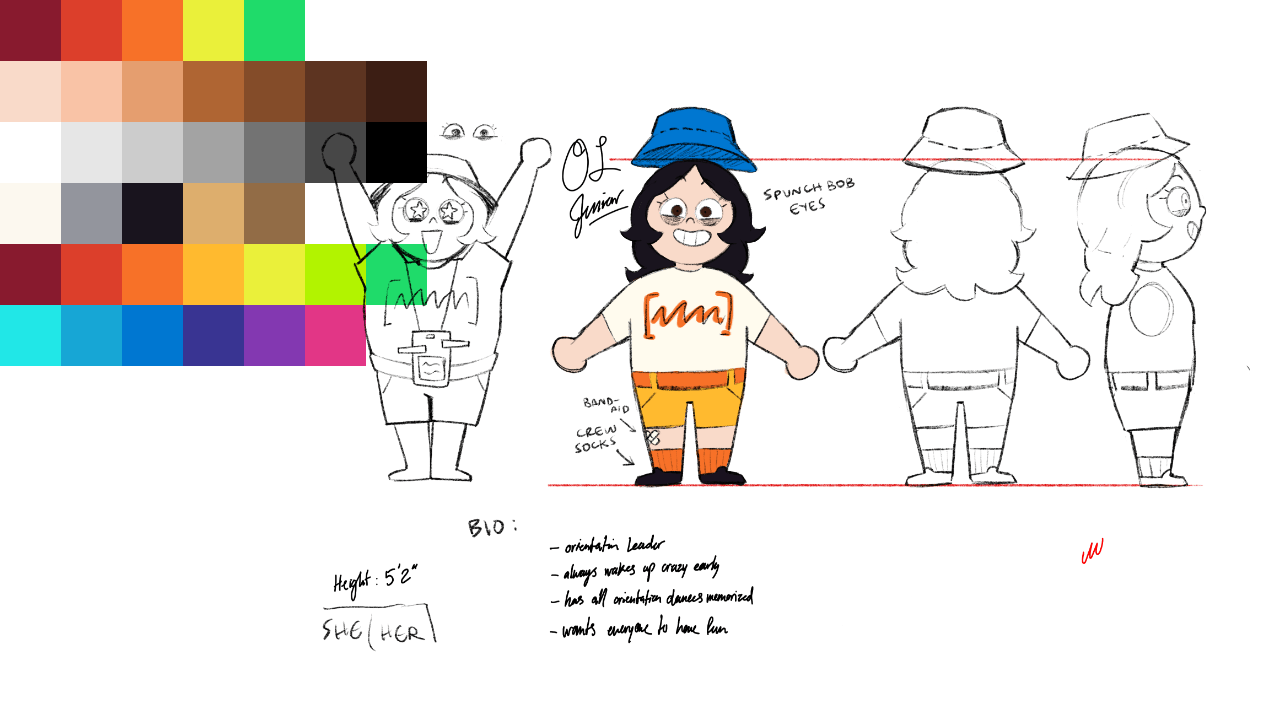 OL
Junior
SPUNCH BOB
EYES
BAND-
AID
CREW
SOCKS
BIO:
- orientatin Leader
- always wakes up crazy early
- has all orientation dances memorized
- wants everyone to have fun
Height: 5'2"
SHE/HER